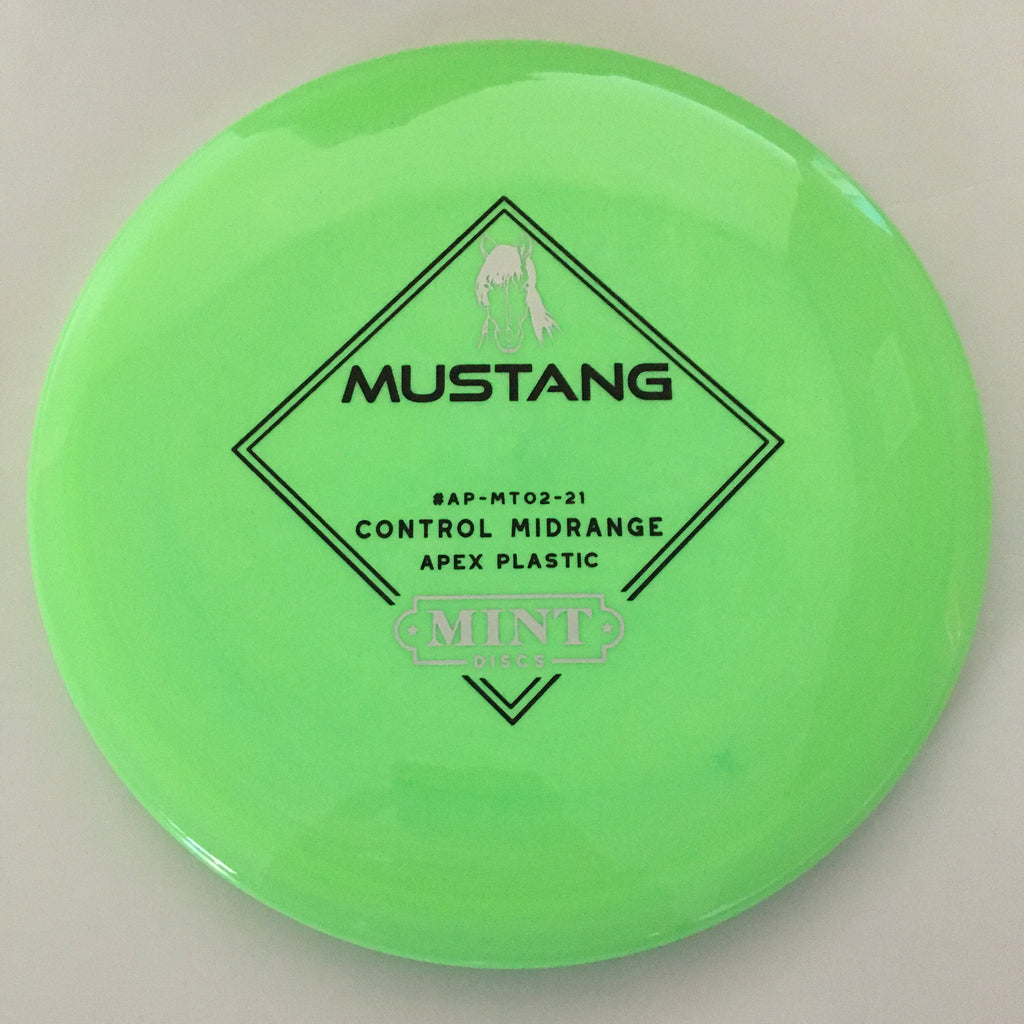 MUSTANG
#AP-MT02-21
CONTROL MIDRANGE
APEX PLASTIC
MINT
DISCS